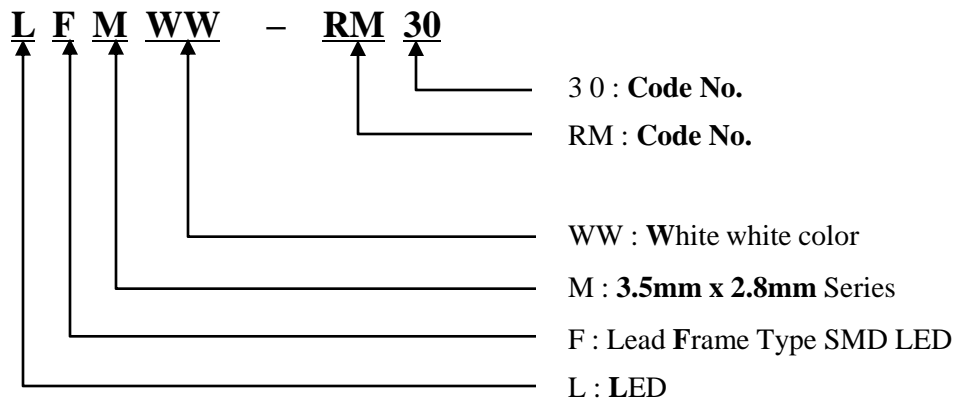 L F M WW – RM 30
3 0 : Code No.
RM : Code No.
WW : White white color
M : 3.5mm x 2.8mm Series
F : Lead Frame Type SMD LED
L : LED